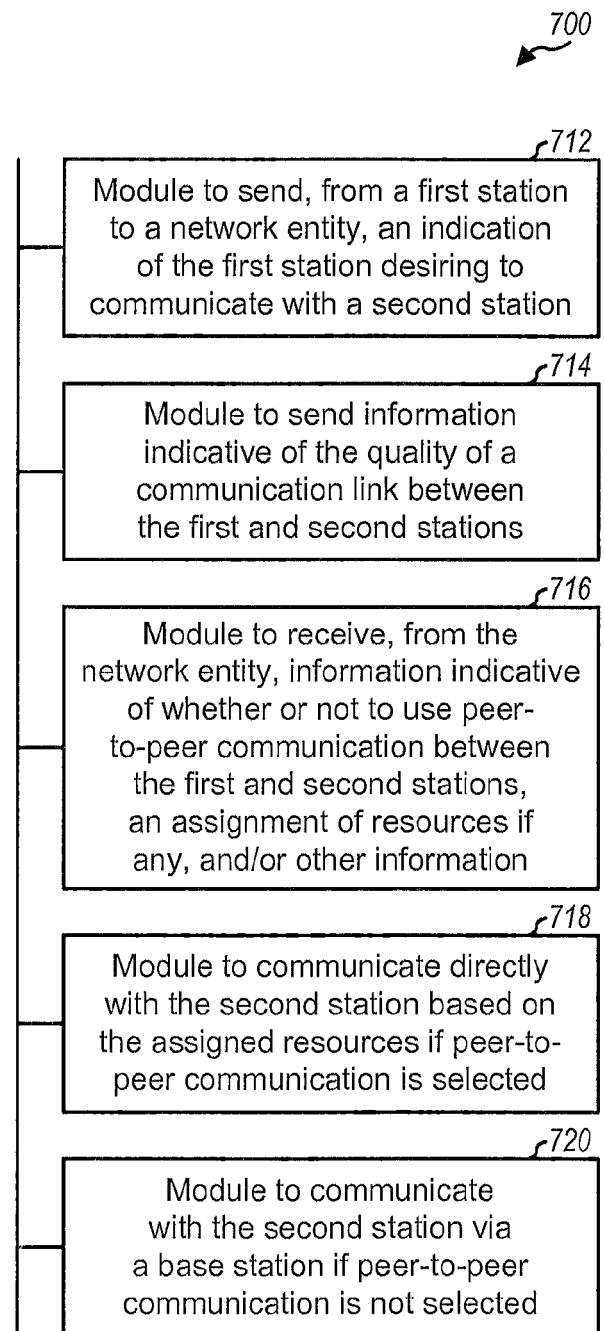 700
712
Module to send, from a first station
to a network entity, an indication
of the first station desiring to
communicate with a second station
714
Module to send information
indicative of the quality of a
communication link between
the first and second stations
716
Module to receive, from the
network entity, information indicative
of whether or not to use peer-
to-peer communication between
the first and second stations,
an assignment of resources if
any, and/or other information
718
Module to communicate directly
with the second station based on
the assigned resources if peer-to-
peer communication is selected
720
Module to communicate
with the second station via
a base station if peer-to-peer
communication is not selected